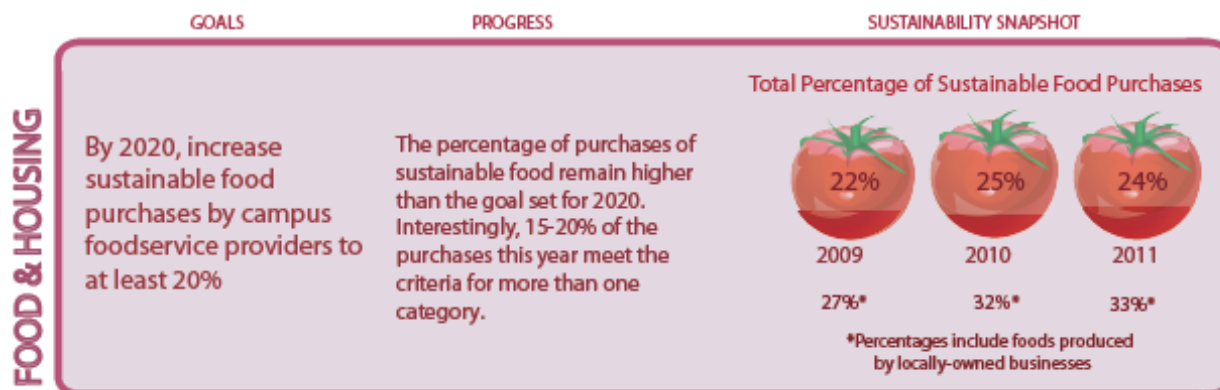 GOALS
PROGRESS
SUSTAINABILITY SNAPSHOT
FOOD & HOUSING
By 2020, increase
sustainable food
purchases by campus
foodservice providers to
at least 20%
The percentage of purchases of
sustainable food remain higher
than the goal set for 2020.
Interestingly, 15-20% of the
purchases this year meet the
criteria for more than one
category.
Total Percentage of Sustainable Food Purchases
22% 25% 24%
2009 2010 2011
27%* 32%* 33%*
*Percentages include foods produced
by locally-owned businesses